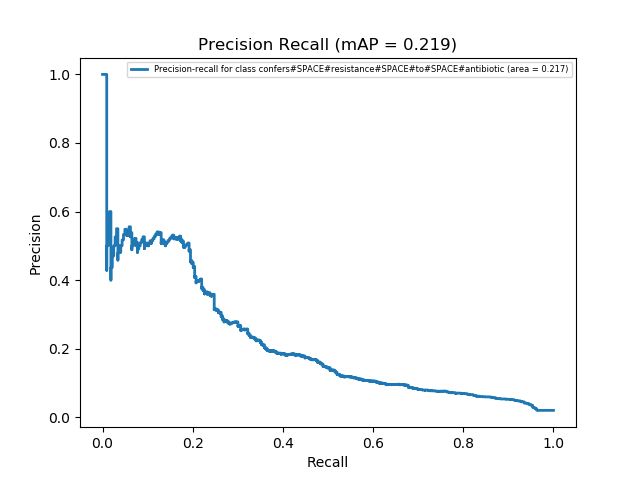 Precision Recall (mAP = 0.219)
Precision-recall for class confers#SPACE#resistance#SPACE#to#SPACE#antibiotic (area = 0.217)
1.0
0.8
0.6
0.4
0.2
0.0
Precision
0.0 0.2 0.4 0.6 0.8 1.0
Recall